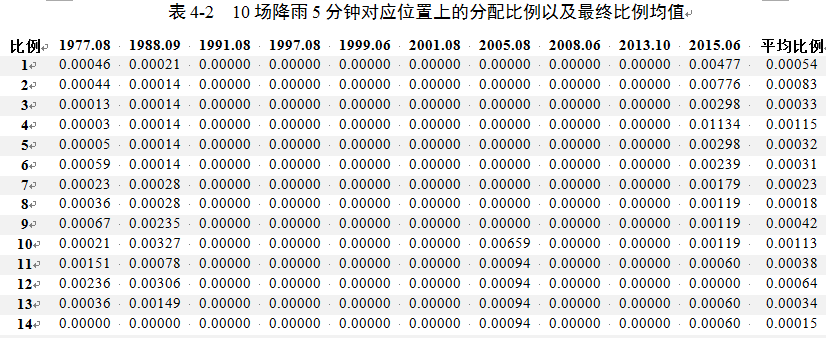 表 4-2 10 场降雨 5 分钟对应位置上的分配比例以及最终比例均值
比例 1977.08 1988.09 1991.08 1997.08 1999.06 2001.08 2005.08 2008.06 2013.10 2015.06 平均比例
1 0.00046 0.00021 0.00000 0.00000 0.00000 0.00000 0.00000 0.00000 0.00000 0.00477 0.00054
2 0.00044 0.00014 0.00000 0.00000 0.00000 0.00000 0.00000 0.00000 0.00000 0.00776 0.00083
3 0.00013 0.00014 0.00000 0.00000 0.00000 0.00000 0.00000 0.00000 0.00000 0.00298 0.00033
4 0.00003 0.00014 0.00000 0.00000 0.00000 0.00000 0.00000 0.00000 0.00000 0.01134 0.00115
5 0.00005 0.00014 0.00000 0.00000 0.00000 0.00000 0.00000 0.00000 0.00000 0.00298 0.00032
6 0.00059 0.00014 0.00000 0.00000 0.00000 0.00000 0.00000 0.00000 0.00000 0.00239 0.00031
7 0.00023 0.00028 0.00000 0.00000 0.00000 0.00000 0.00000 0.00000 0.00000 0.00179 0.00023
8 0.00036 0.00028 0.00000 0.00000 0.00000 0.00000 0.00000 0.00000 0.00000 0.00119 0.00018
9 0.00067 0.00235 0.00000 0.00000 0.00000 0.00000 0.00000 0.00000 0.00000 0.00119 0.00042
10 0.00021 0.00327 0.00000 0.00000 0.00000 0.00000 0.00659 0.00000 0.00000 0.00119 0.00113
11 0.00151 0.00078 0.00000 0.00000 0.00000 0.00000 0.00094 0.00000 0.00000 0.00060 0.00038
12 0.00236 0.00306 0.00000 0.00000 0.00000 0.00000 0.00094 0.00000 0.00000 0.00000 0.00064
13 0.00036 0.00149 0.00000 0.00000 0.00000 0.00000 0.00094 0.00000 0.00000 0.00060 0.00034
14 0.00000 0.00000 0.00000 0.00000 0.00000 0.00000 0.00094 0.00000 0.00000 0.00060 0.00015